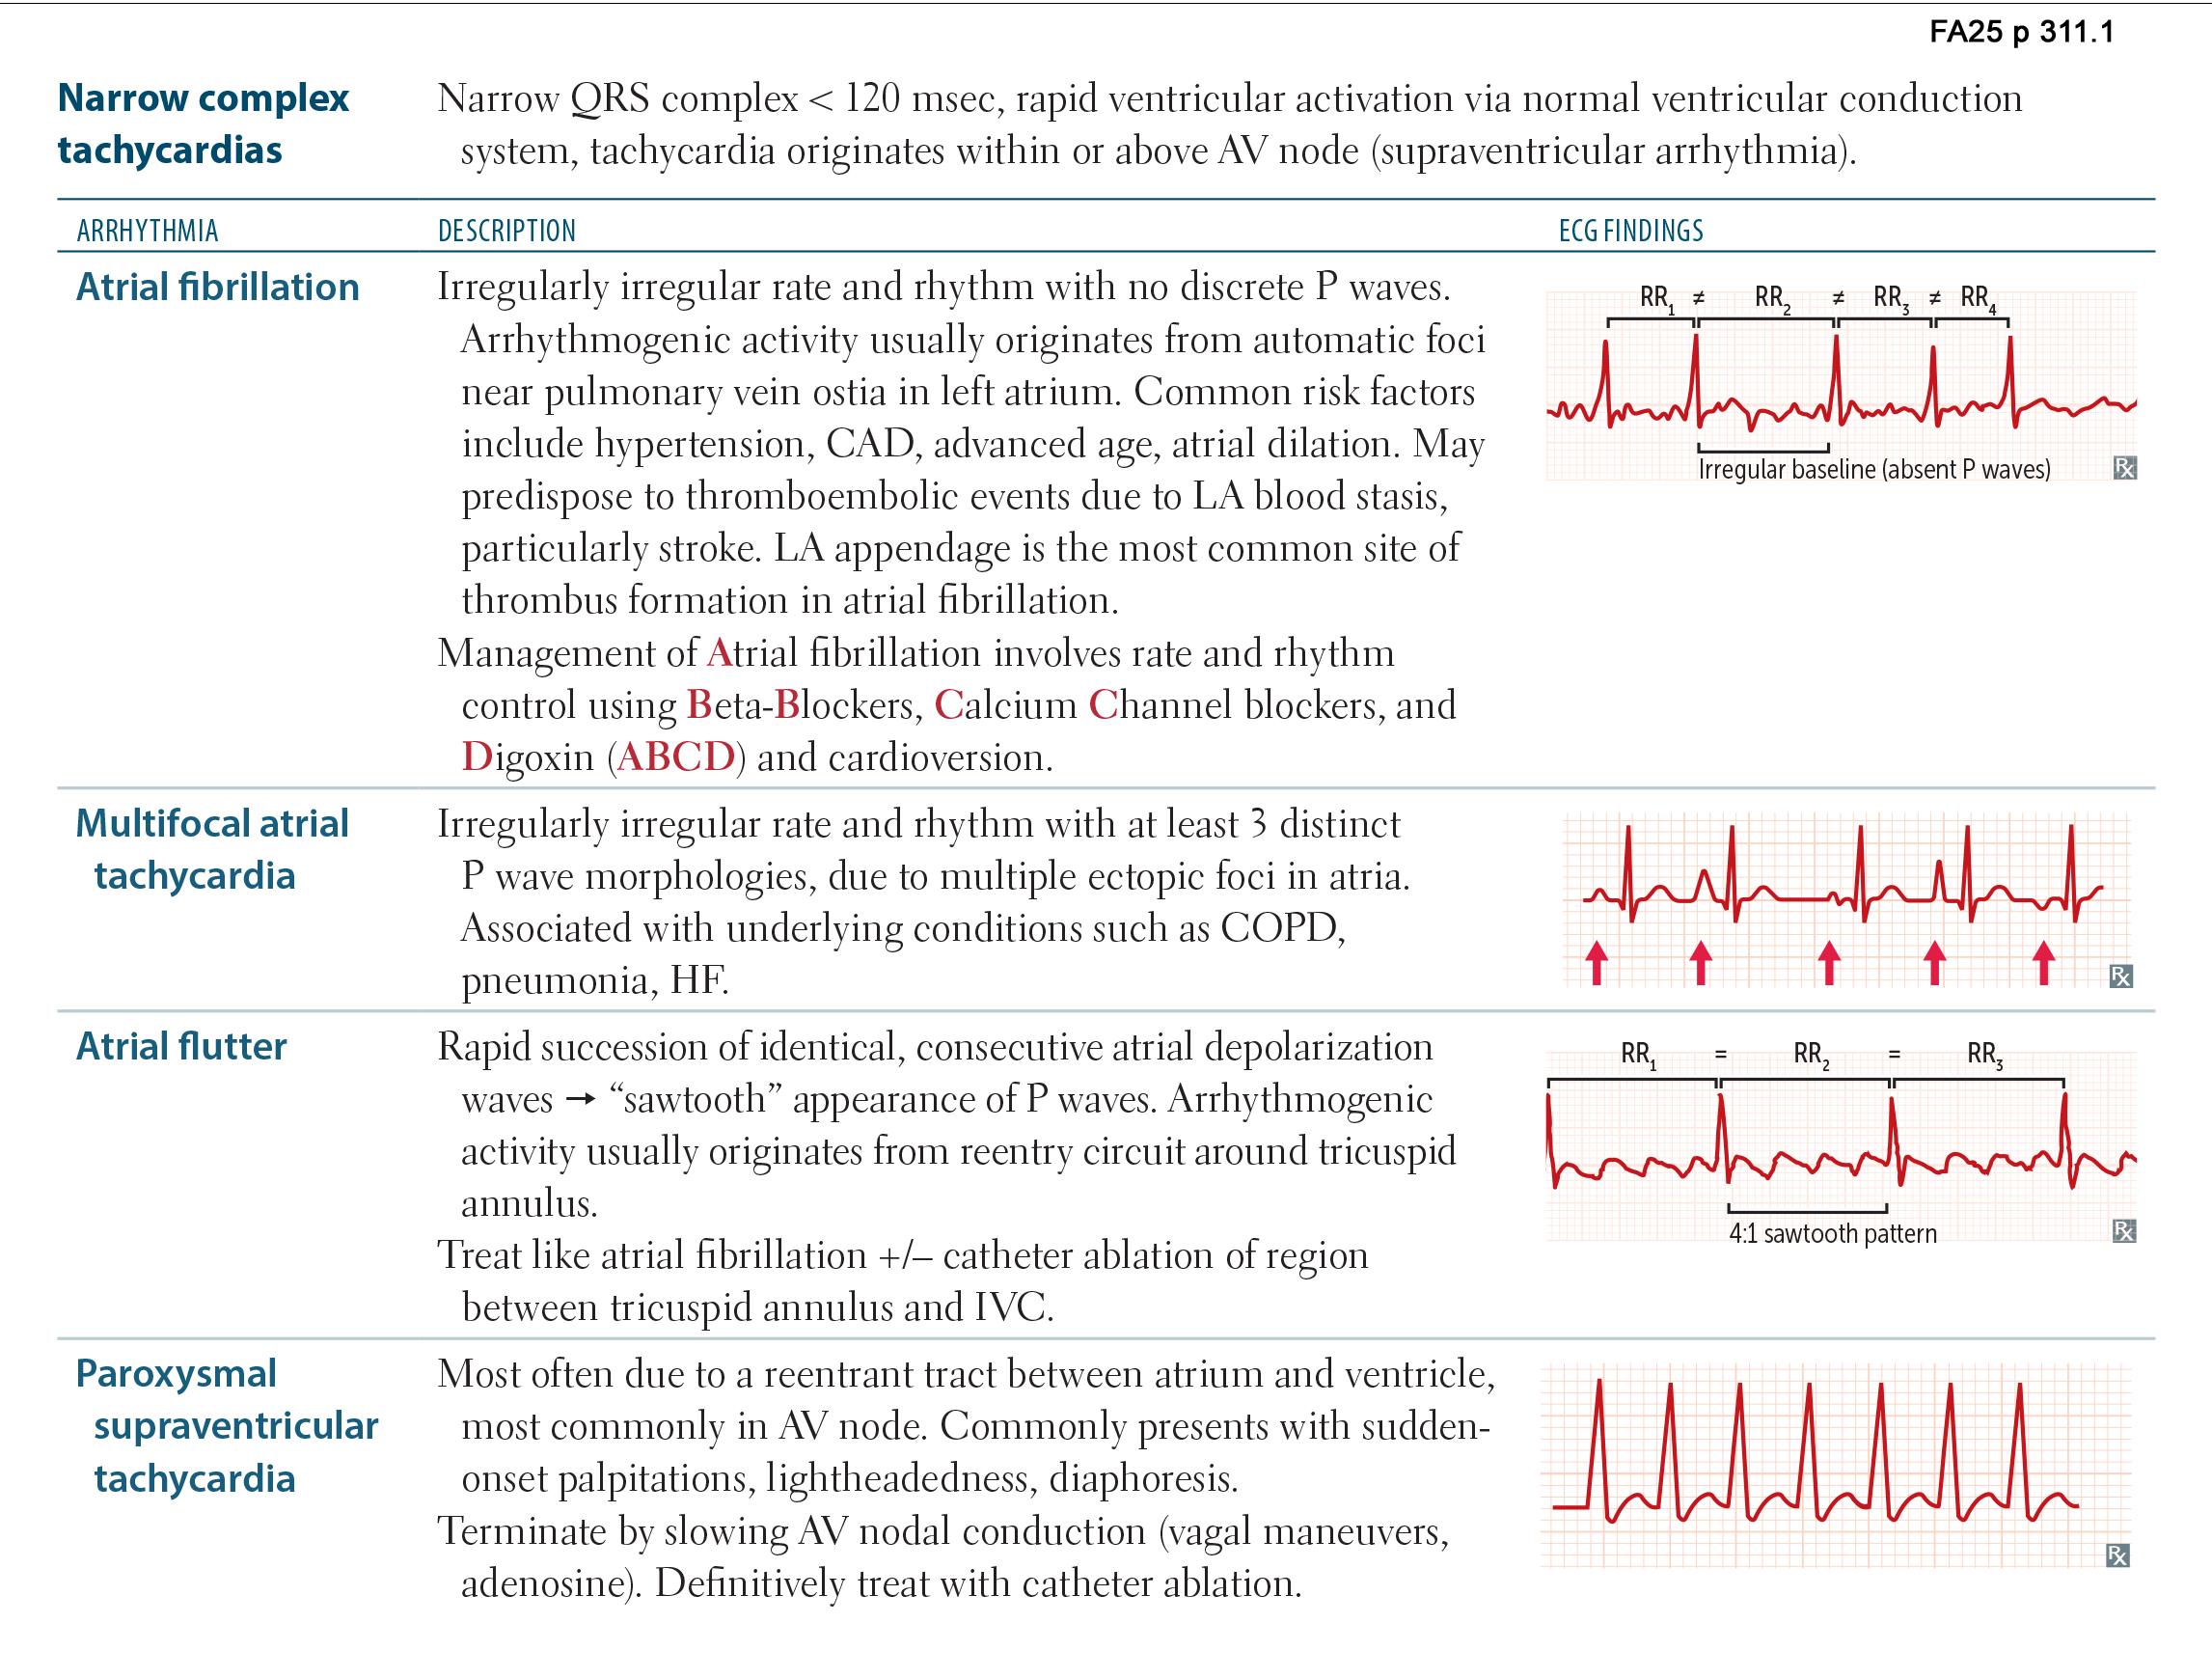 FA25 p 311.1
Narrow complex
tachycardias
Narrow QRS complex < 120 msec, rapid ventricular activation via normal ventricular conduction
system, tachycardia originates within or above AV node (supraventricular arrhythmia).
ARRHYTHMIA
DESCRIPTION
ECG FINDINGS
Atrial fibrillation
Irregularly irregular rate and rhythm with no discrete P waves.
Arrhythmogenic activity usually originates from automatic foci
near pulmonary vein ostia in left atrium. Common risk factors
include hypertension, CAD, advanced age, atrial dilation. May
predispose to thromboembolic events due to LA blood stasis,
particularly stroke. LA appendage is the most common site of
thrombus formation in atrial fibrillation.
Management of Atrial fibrillation involves rate and rhythm
control using Beta-Blockers, Calcium Channel blockers, and
Digoxin (ABCD) and cardioversion.
RR₁ ≠ RR₂ ≠ RR₃ ≠ RR₄
Irregular baseline (absent P waves)
Rx
Multifocal atrial
tachycardia
Irregularly irregular rate and rhythm with at least 3 distinct
P wave morphologies, due to multiple ectopic foci in atria.
Associated with underlying conditions such as COPD,
pneumonia, HF.
Rx
Atrial flutter
Rapid succession of identical, consecutive atrial depolarization
waves → “sawtooth” appearance of P waves. Arrhythmogenic
activity usually originates from reentry circuit around tricuspid
annulus.
Treat like atrial fibrillation +/– catheter ablation of region
between tricuspid annulus and IVC.
RR₁ = RR₂ = RR₃
4:1 sawtooth pattern
Rx
Paroxysmal
supraventricular
tachycardia
Most often due to a reentrant tract between atrium and ventricle,
most commonly in AV node. Commonly presents with sudden-
onset palpitations, lightheadedness, diaphoresis.
Terminate by slowing AV nodal conduction (vagal maneuvers,
adenosine). Definitively treat with catheter ablation.
Rx